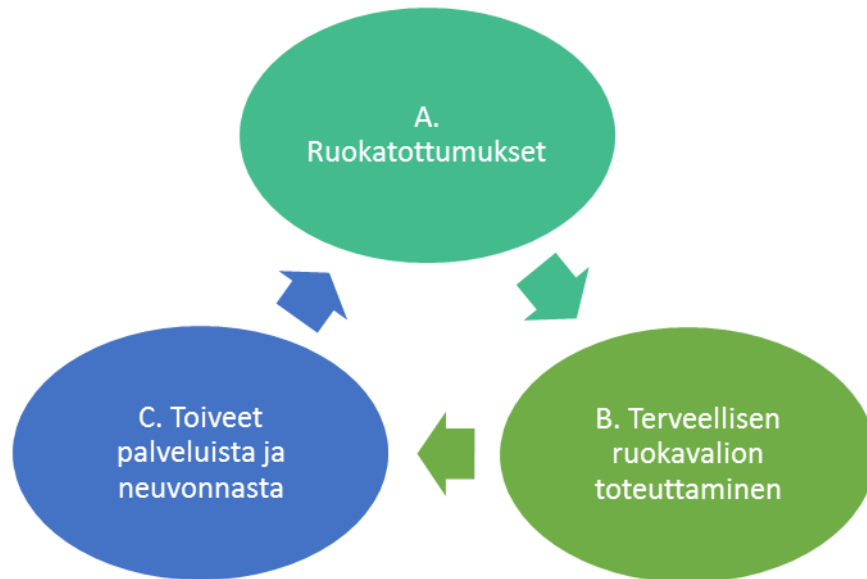 A.
Ruokatottumukset
B. Terveellisen
ruokavalion
toteuttaminen
C. Toiveet
palveluista ja
neuvonnasta